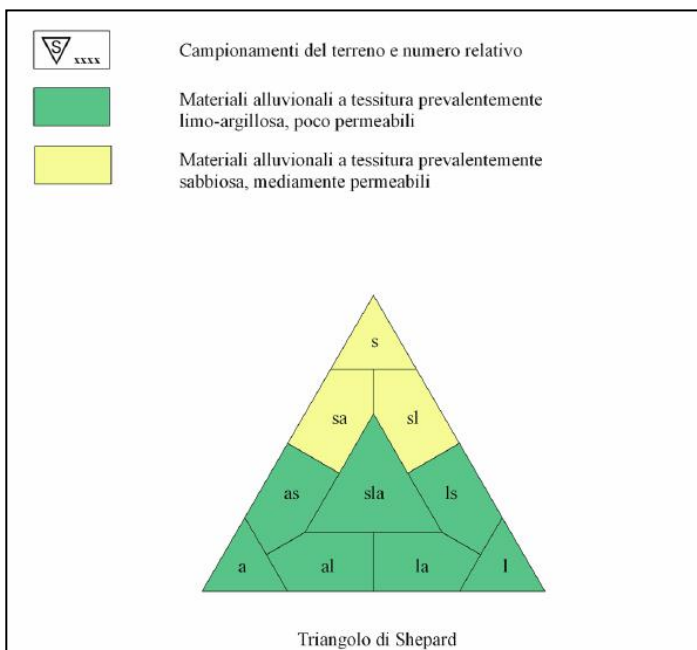 S xxxx Campionamenti del terreno e numero relativo
Materiali alluvionali a tessitura prevalentemente
limo-argillosa, poco permeabili
Materiali alluvionali a tessitura prevalentemente
sabbiosa, mediamente permeabili
s
sa sl
as sla ls
a al la l
Triangolo di Shepard